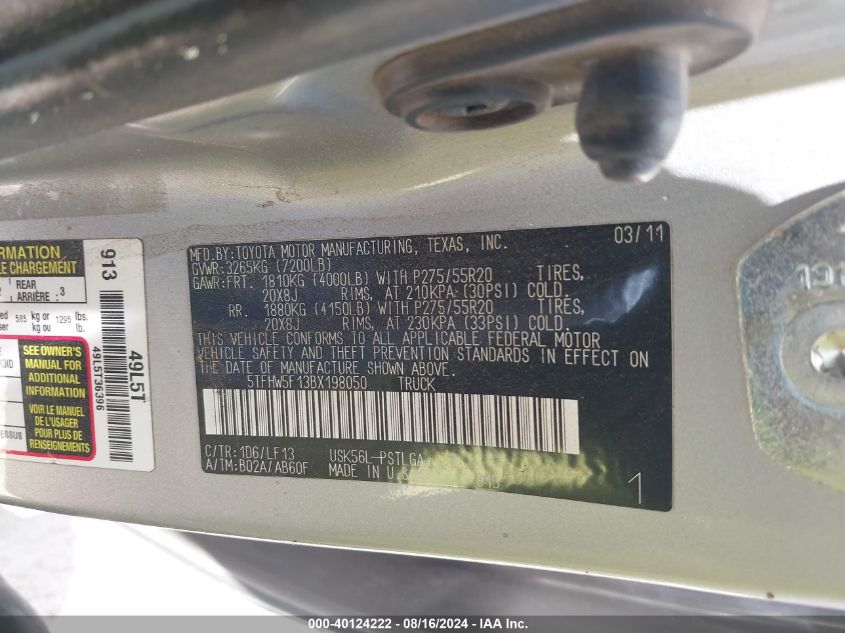 MFD.BY:TOYOTA MOTOR MANUFACTURING, TEXAS, INC. 03/11
GVWR:3265KG (7200LB)
GAWR:FRT. 1810KG (4000LB) WITH P275/55R20 TIRES,
20X8J RIMS, AT 210KPA (30PSI) COLD.
RR. 1880KG (4150LB) WITH P275/55R20 TIRES,
20X8J RIMS, AT 230KPA (33PSI) COLD.
THIS VEHICLE CONFORMS TO ALL APPLICABLE FEDERAL MOTOR
VEHICLE SAFETY AND THEFT PREVENTION STANDARDS IN EFFECT ON
THE DATE OF MANUFACTURE SHOWN ABOVE.
5TFHW5F13BX198050 TRUCK
C/TR:1D6/LF13 USK56L-PSTLGA
A/TM:B02A/AB60F MADE IN U.S
913
1
RMATION
LE CHARGEMENT
REAR
ARRIÈRE : 3
565 kg or 1295 lbs.
kg ou lb.
SEE OWNER'S
MANUAL FOR
ADDITIONAL
INFORMATION
VOIR LE MANUEL
DE L'USAGER
POUR PLUS DE
RENSEIGNEMENTS
913
49L5T
49L5T36396
000-40124222 - 08/16/2024 - © IAA, LLC